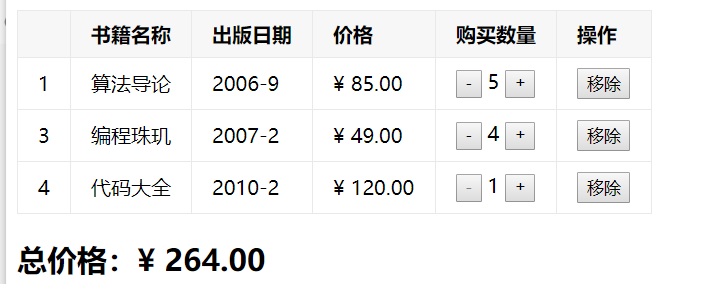 书籍名称 出版日期 价格 购买数量 操作
1 算法导论 2006-9 ¥ 85.00 - 5 + 移除
3 编程珠玑 2007-2 ¥ 49.00 - 4 + 移除
4 代码大全 2010-2 ¥ 120.00 - 1 + 移除
总价格：¥ 264.00